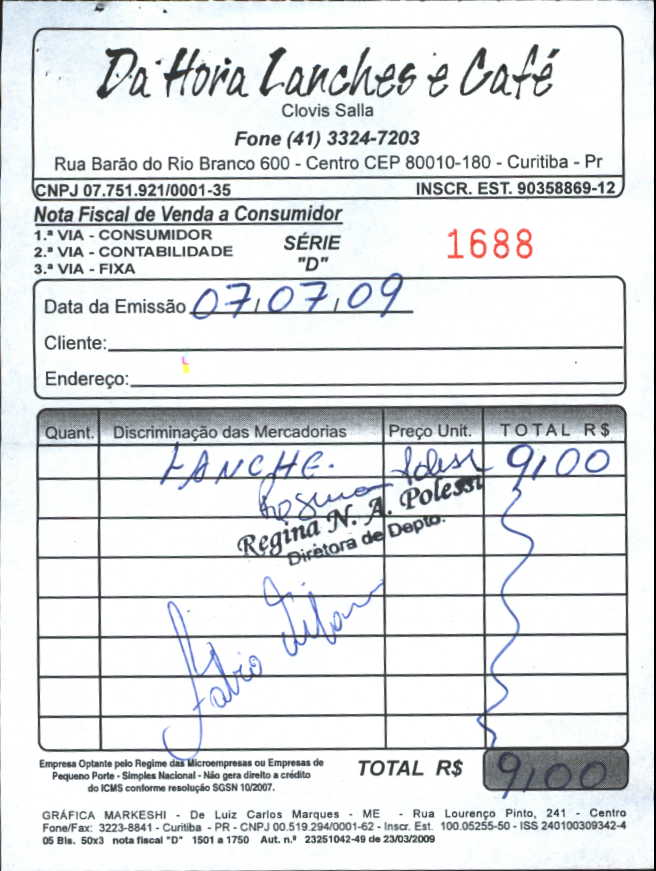 Da Hora Lanches e Café
Clovis Salla
Fone (41) 3324-7203
Rua Barão do Rio Branco 600 - Centro CEP 80010-180 - Curitiba - Pr
CNPJ 07.751.921/0001-35 INSCR. EST. 90358869-12
Nota Fiscal de Venda a Consumidor
1.ª VIA - CONSUMIDOR
2.ª VIA - CONTABILIDADE
3.ª VIA - FIXA
SÉRIE
"D"
1688
Data da Emissão 07,07,09
Cliente:
Endereço:
Quant. Discriminação das Mercadorias Preço Unit. TOTAL R$
LANCHE. 9,00
Regina Polessi
Regina N. A. Polessi
Diretora de Depto.
Fabio
Empresa Optante pelo Regime das Microempresas ou Empresas de
Pequeno Porte - Simples Nacional - Não gera direito a crédito
do ICMS conforme resolução SGSN 10/2007.
TOTAL R$ 9,00
GRÁFICA MARKESHI - De Luiz Carlos Marques - ME - Rua Lourenço Pinto, 241 - Centro
Fone/Fax: 3223-8841 - Curitiba - PR - CNPJ 00.519.294/0001-62 - Inscr. Est. 100.05255-50 - ISS 240100309342-4
05 Bls. 50x3 nota fiscal "D" 1501 a 1750 Aut. n.º 23251042-49 de 23/03/2009